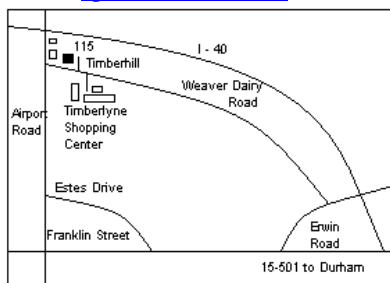 115
I - 40
Timberhill
Weaver Dairy
Road
Airport
Road
Timberlyne
Shopping
Center
Estes Drive
Franklin Street
Erwin
Road
15-501 to Durham